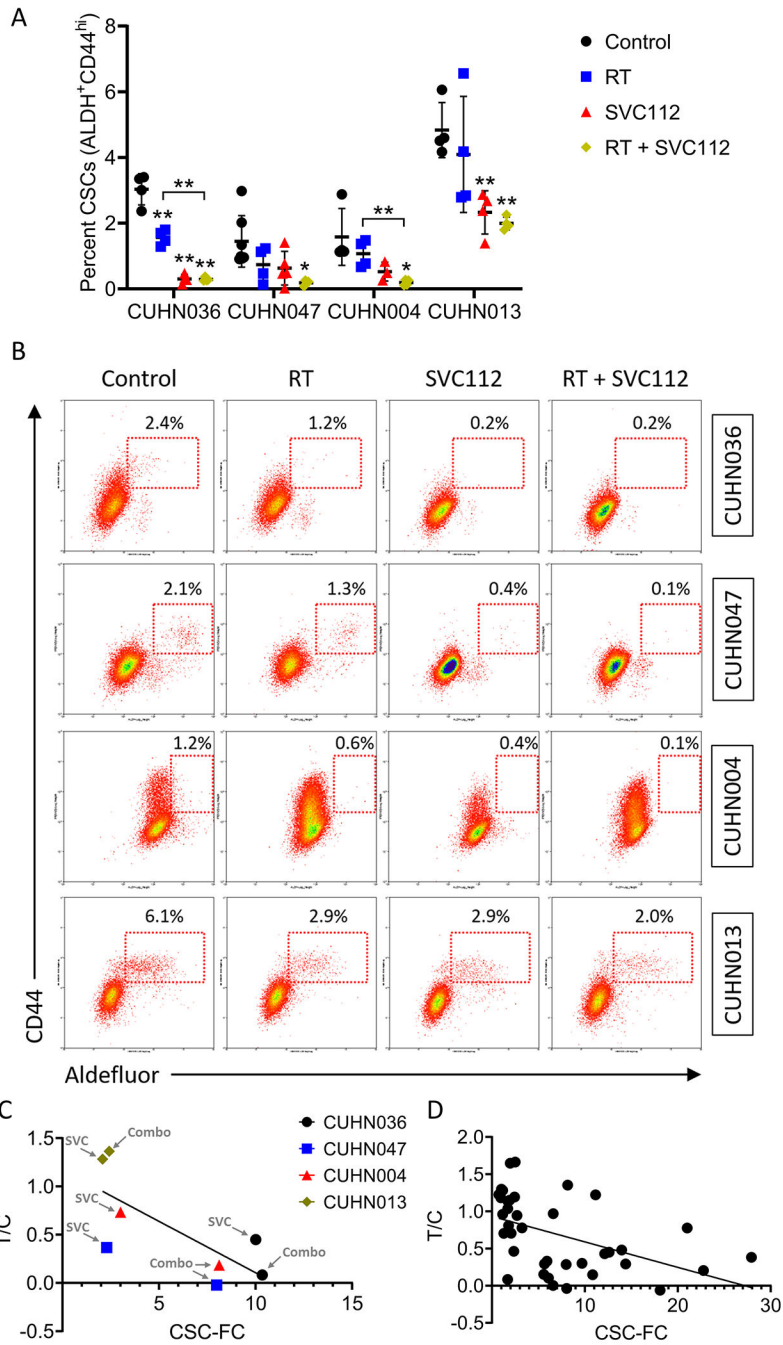 A
Percent CSCs (ALDH+CD44hi)
8
6
4
2
0
Control
RT
SVC112
RT + SVC112
** ** ** ** * ** * ** **
CUHN036 CUHN047 CUHN004 CUHN013
B
Control RT SVC112 RT + SVC112
2.4% 1.2% 0.2% 0.2%
CUHN036
2.1% 1.3% 0.4% 0.1%
CUHN047
1.2% 0.6% 0.4% 0.1%
CUHN004
6.1% 2.9% 2.9% 2.0%
CUHN013
CD44
Aldefluor
C
T/C
1.5
1.0
0.5
0.0
-0.5
5 10 15
CSC-FC
SVC Combo
SVC
SVC
SVC
Combo
Combo
CUHN036
CUHN047
CUHN004
CUHN013
D
T/C
2.0
1.5
1.0
0.5
0.0
-0.5
10 20 30
CSC-FC